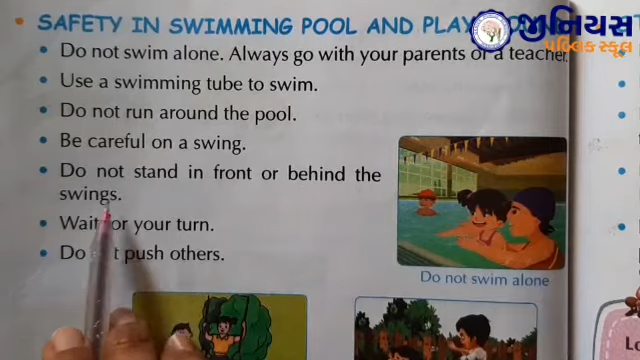 SAFETY IN SWIMMING POOL AND PLAY
Do not swim alone. Always go with your parents or a teacher.
Use a swimming tube to swim.
Do not run around the pool.
Be careful on a swing.
Do not stand in front or behind the
swings.
Wait for your turn.
Do not push others.
Do not swim alone
જીનિયસ
પબ્લિક સ્કૂલ